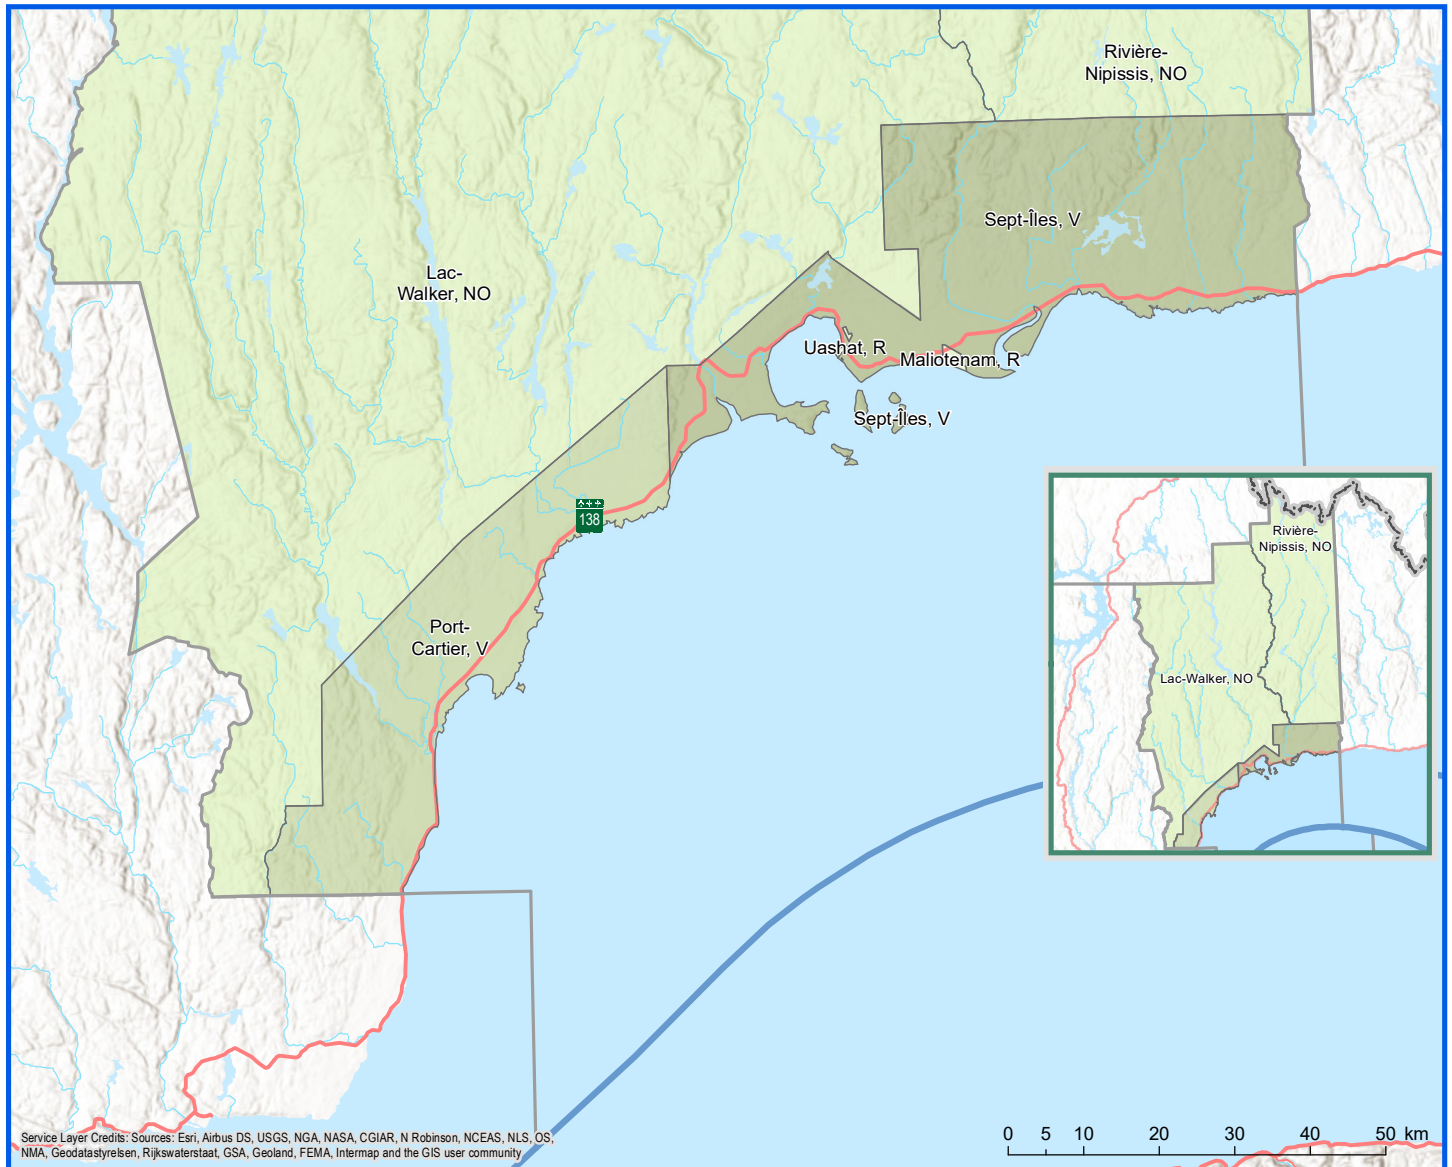 Rivière-
Nipissis, NO
Sept-Îles, V
Lac-
Walker, NO
Uashat, R
Maliotenam, R
Sept-Îles, V
138
Port-
Cartier, V
Rivière-
Nipissis, NO
Lac-Walker, NO
0 5 10 20 30 40 50 km
Service Layer Credits: Sources: Esri, Airbus DS, USGS, NGA, NASA, CGIAR, N Robinson, NCEAS, NLS, OS,
NMA, Geodatastyrelsen, Rijkswaterstaat, GSA, Geoland, FEMA, Intermap and the GIS user community